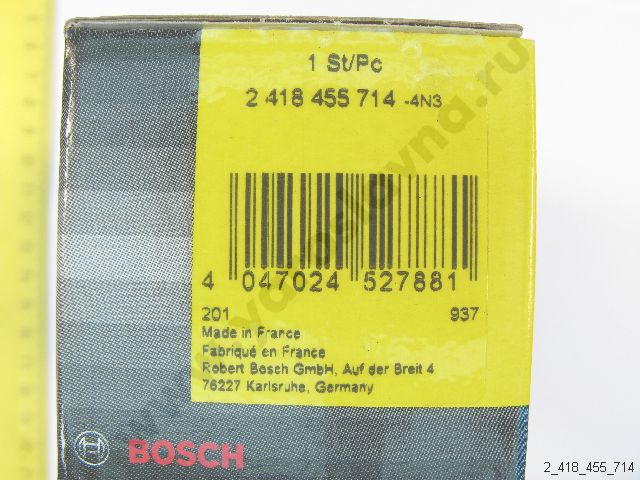 1 St/Pc
2 418 455 714 -4N3
4 047024 527881
201 937
Made in France
Fabriqué en France
Robert Bosch GmbH, Auf der Breit 4
76227 Karlsruhe, Germany
BOSCH
2_418_455_714